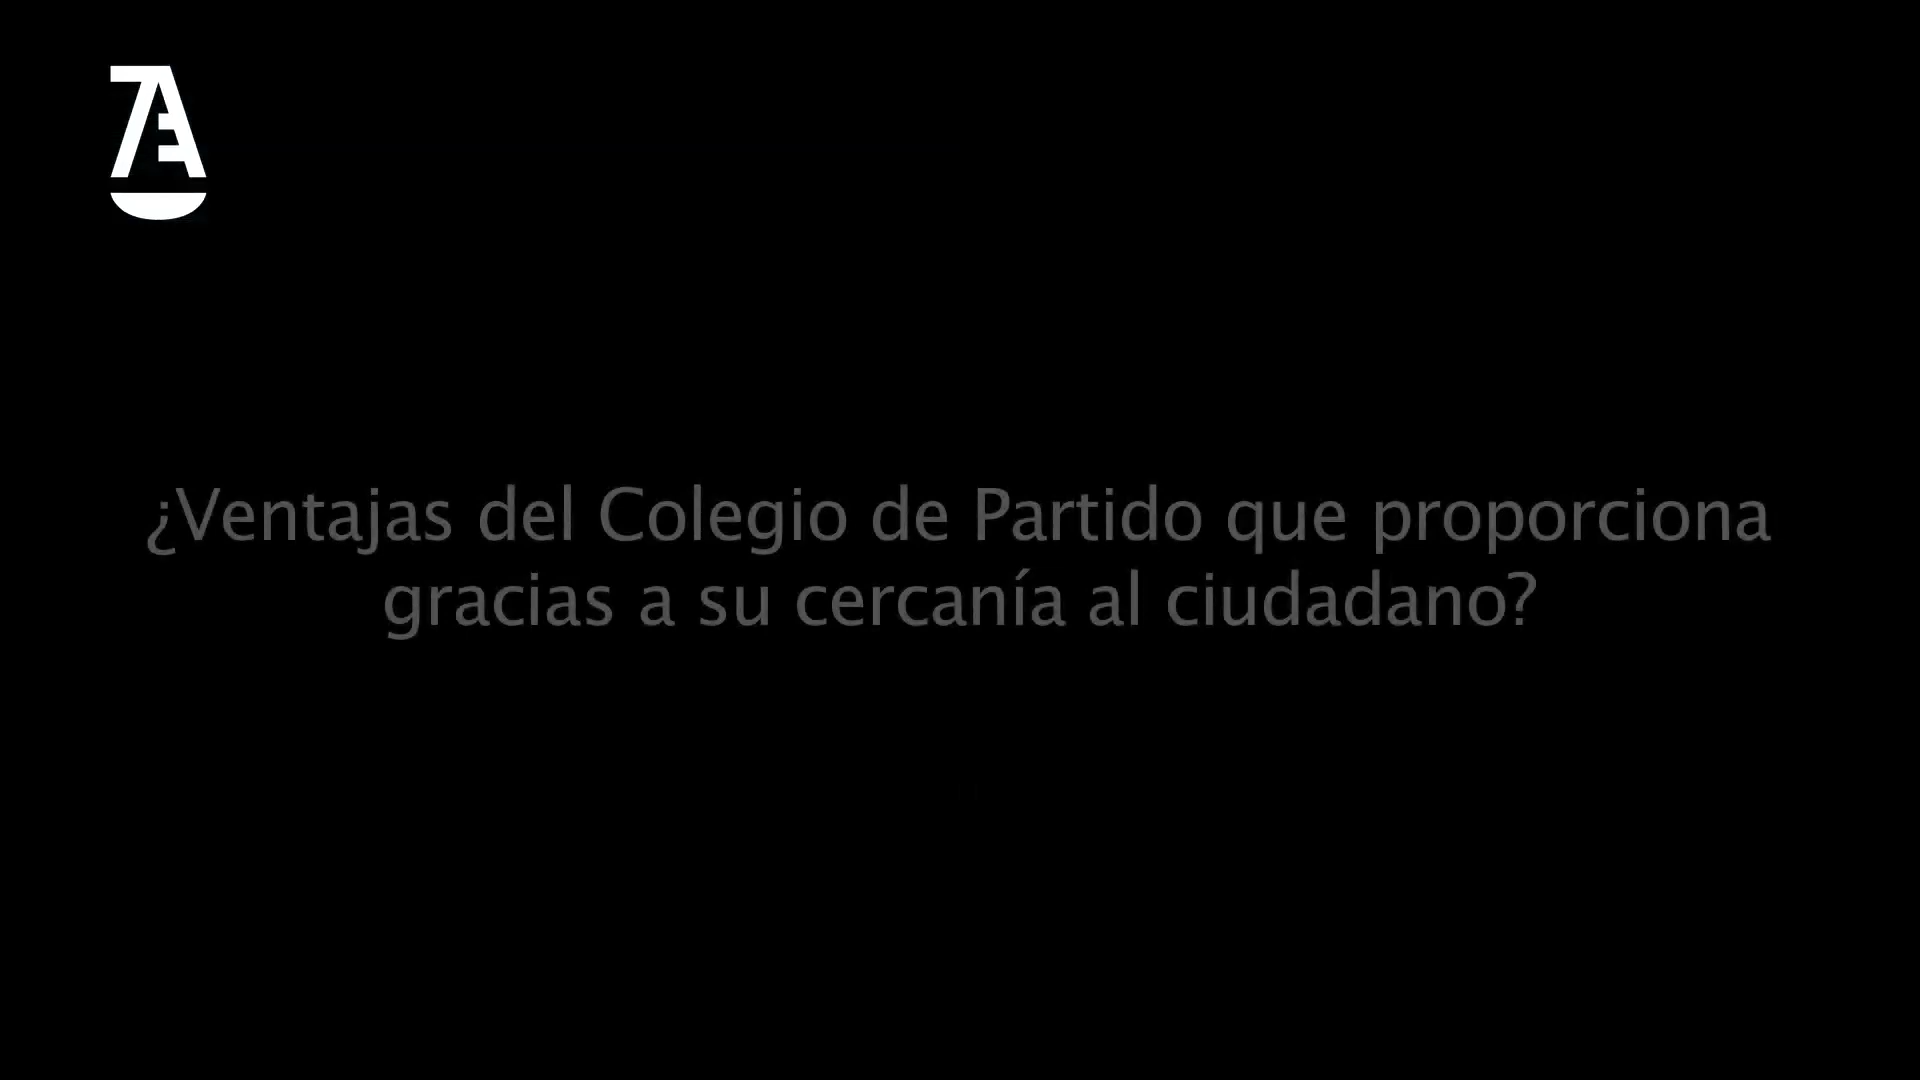 ¿Ventajas del Colegio de Partido que proporciona
gracias a su cercanía al ciudadano?